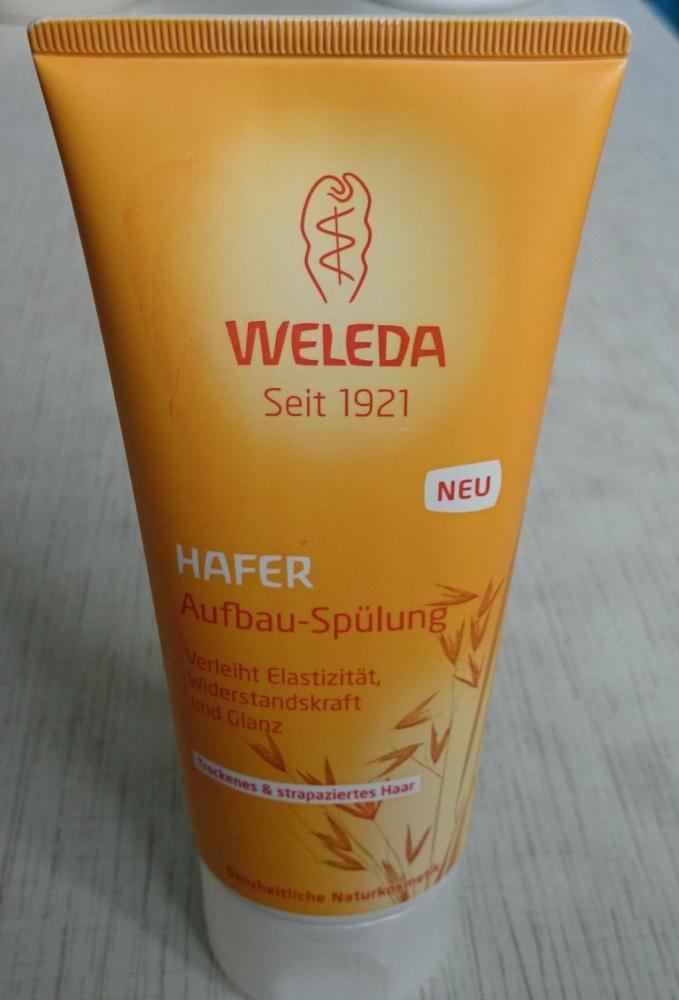 WELEDA
Seit 1921
NEU
HAFER
Aufbau-Spülung
Verleiht Elastizität,
Widerstandskraft
und Glanz
Trockenes & strapaziertes Haar
Ganzheitliche Naturkosmetik